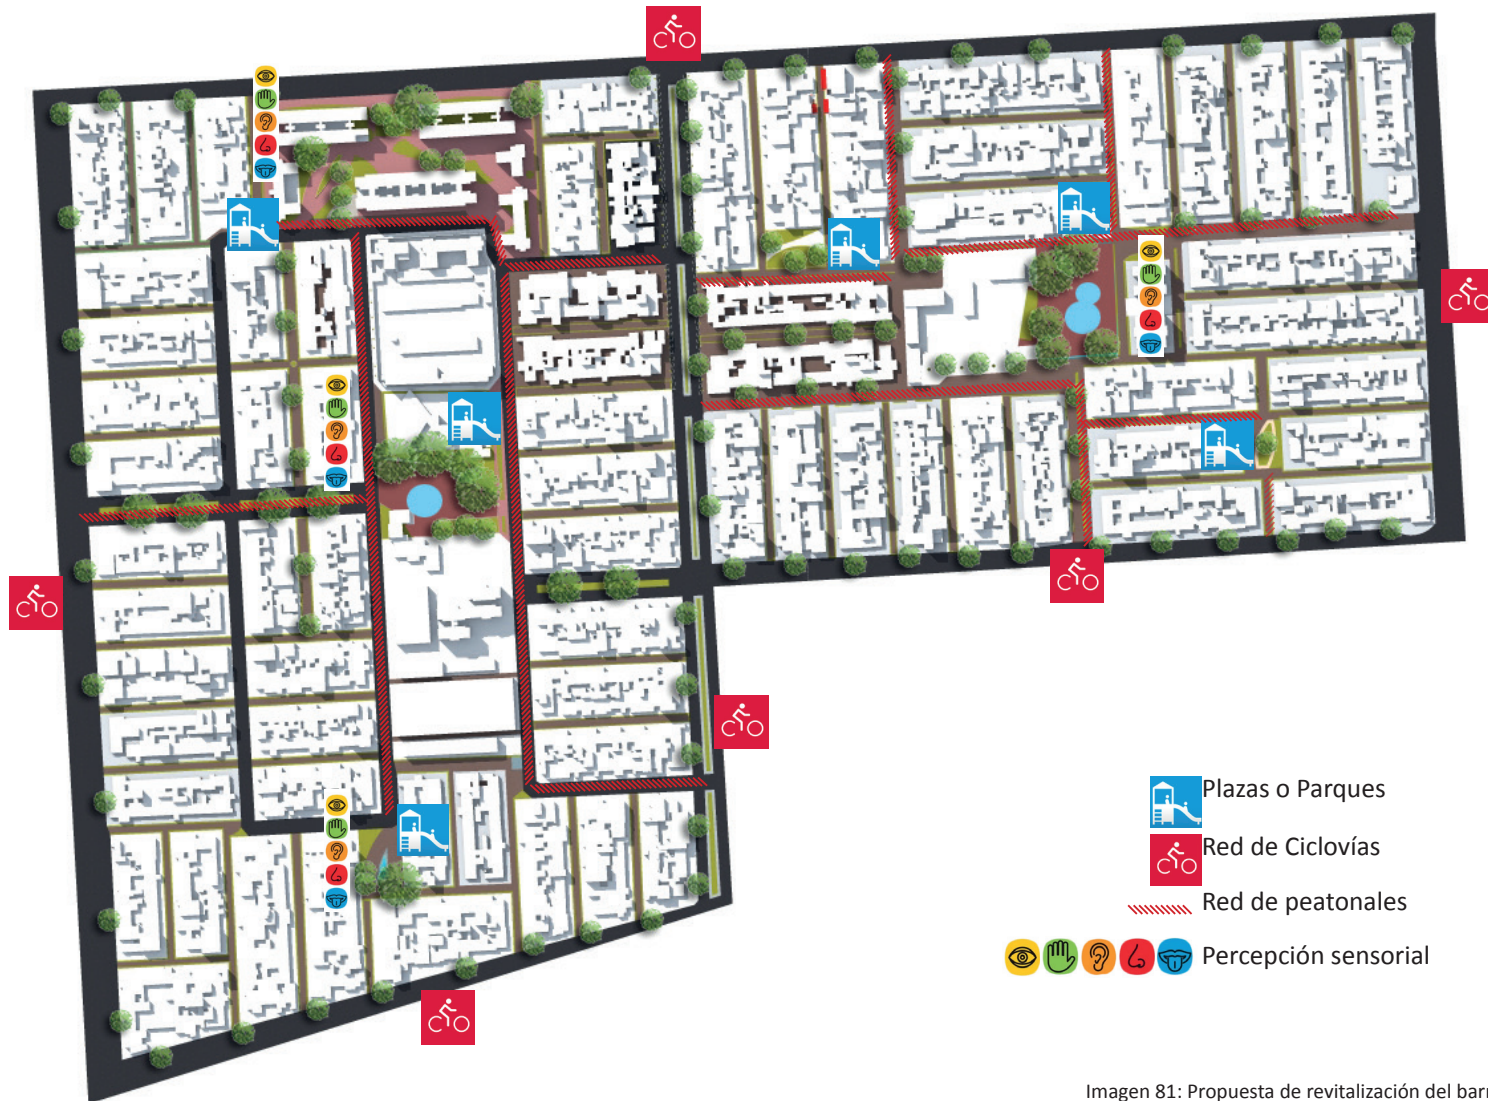 Plazas o Parques
Red de Ciclovías
Red de peatonales
Percepción sensorial
Imagen 81: Propuesta de revitalización del barr